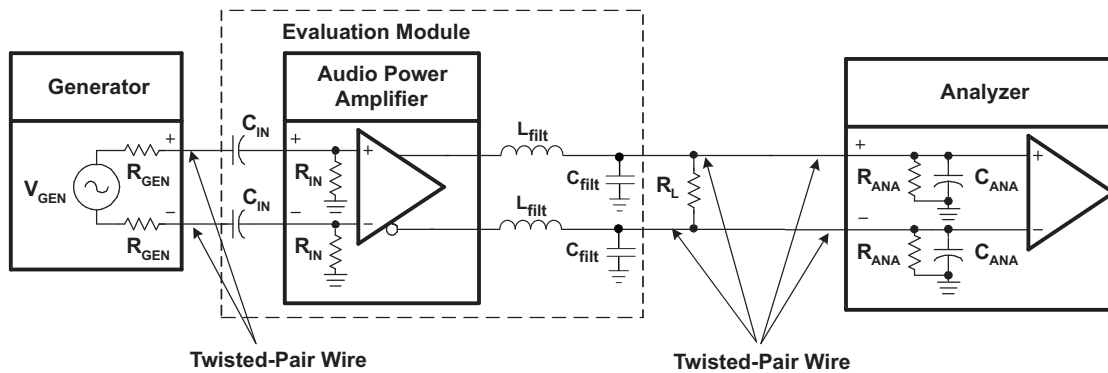 Evaluation Module
Generator
Audio Power
Amplifier
Analyzer
C_IN
L_filt
+
+
+
+
+
R_GEN
R_IN
C_filt
R_L
R_ANA
C_ANA
V_GEN
−
C_IN
−
−
L_filt
−
−
R_GEN
R_IN
C_filt
R_ANA
C_ANA
Twisted-Pair Wire
Twisted-Pair Wire